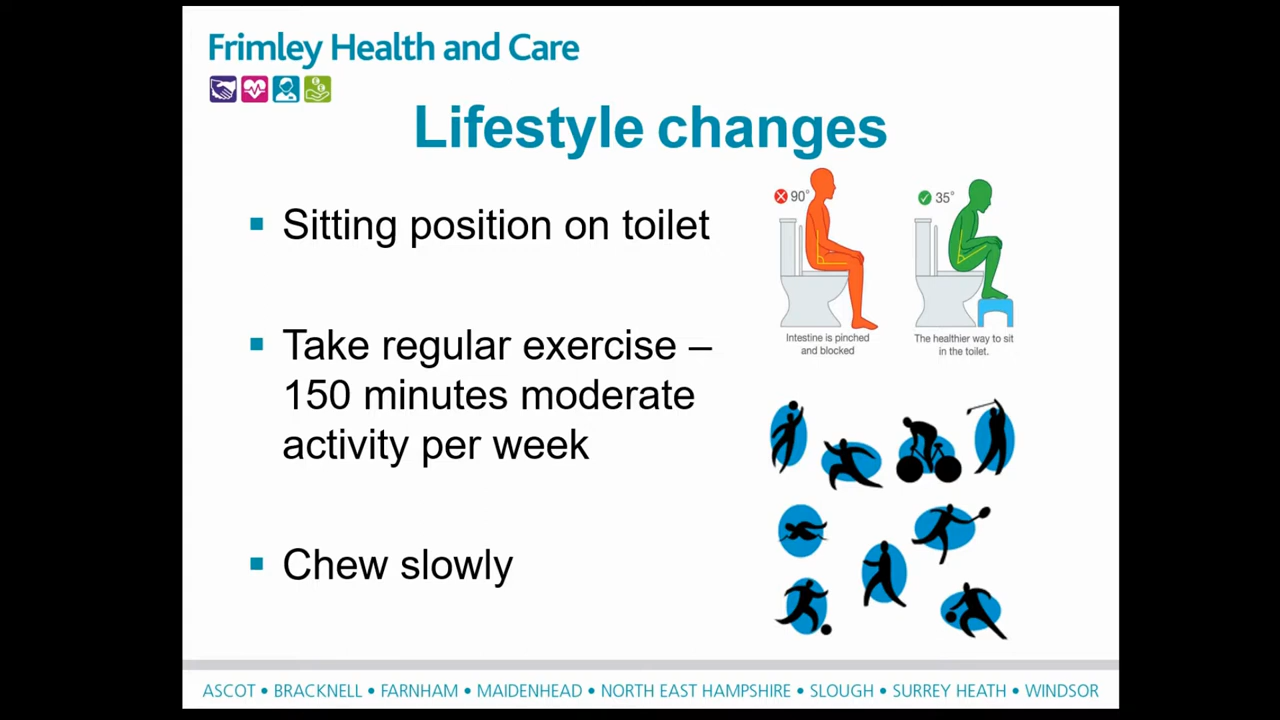 Frimley Health and Care
Lifestyle changes
▪ Sitting position on toilet
▪ Take regular exercise –
150 minutes moderate
activity per week
▪ Chew slowly
90°
Intestine is pinched
and blocked
35°
The healthier way to sit
in the toilet.
ASCOT • BRACKNELL • FARNHAM • MAIDENHEAD • NORTH EAST HAMPSHIRE • SLOUGH • SURREY HEATH • WINDSOR